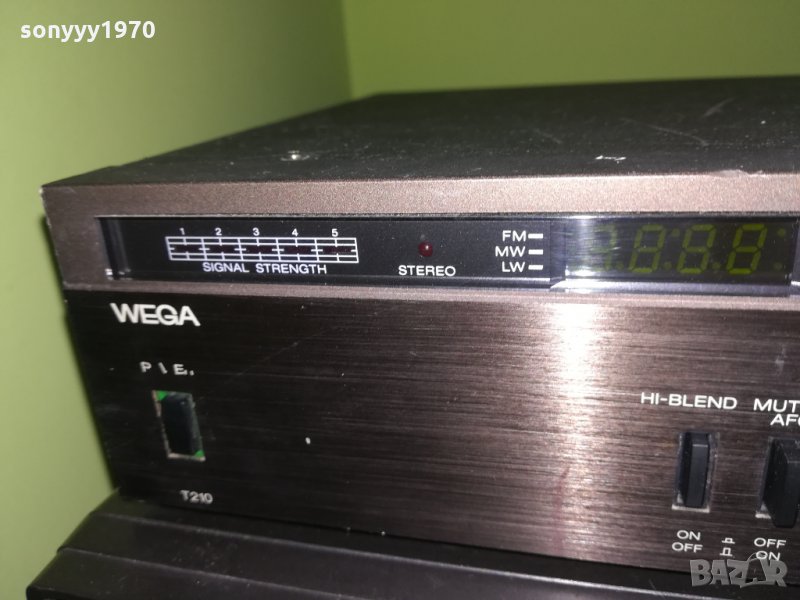 sonyyy1970
1 2 3 4 5
SIGNAL STRENGTH
STEREO
FM
MW
LW
WEGA
T210
HI-BLEND
ON
OFF
OFF
ON
BAZAR